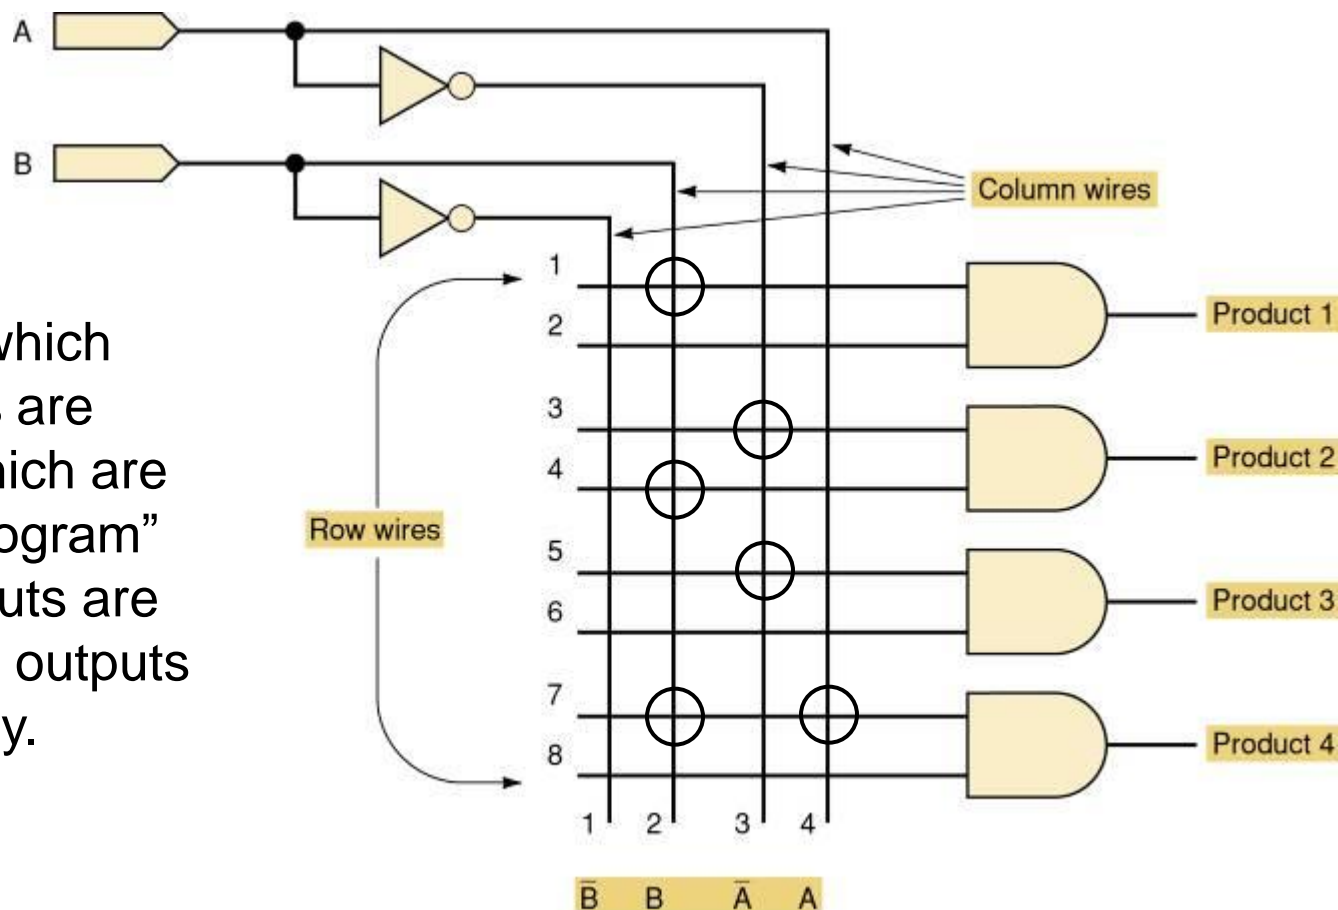 A
B
Column wires
1
2
3
4
5
6
7
8
Product 1
Product 2
Product 3
Product 4
Row wires
which
s are
hich are
ogram”
uts are
outputs
y.
1 2 3 4
B̅ B A̅ A